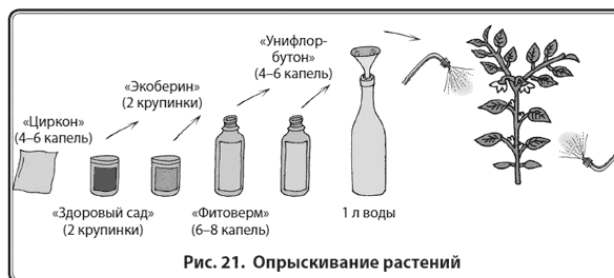 «Циркон»
(4–6 капель)
«Здоровый сад»
(2 крупинки)
«Экоберин»
(2 крупинки)
«Фитоверм»
(6–8 капель)
«Унифлор-
бутон»
(4–6 капель)
1 л воды
Рис. 21. Опрыскивание растений